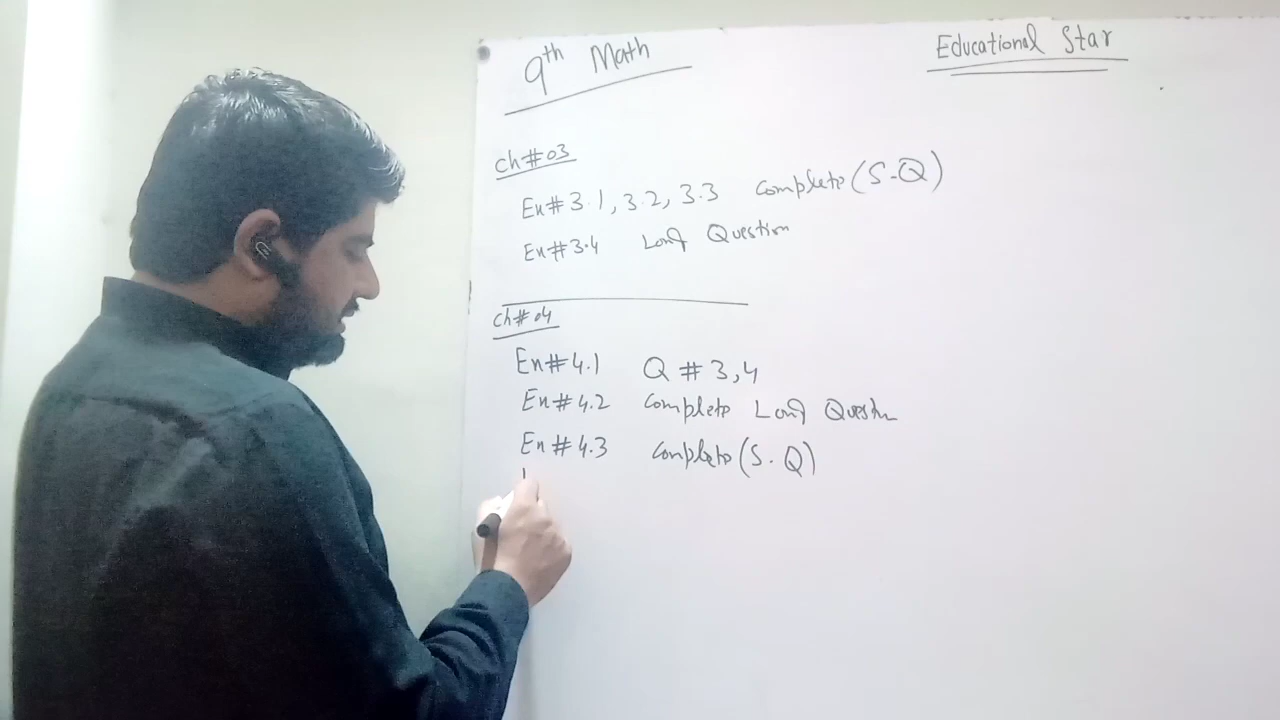 9th Math
Educational Star
Ch#03
Ex#3.1, 3.2, 3.3 Complete (S.Q)
Ex#3.4 Long Question
Ch#04
Ex#4.1 Q#3,4
Ex#4.2 Complete Long Question
Ex#4.3 Complete (S.Q)